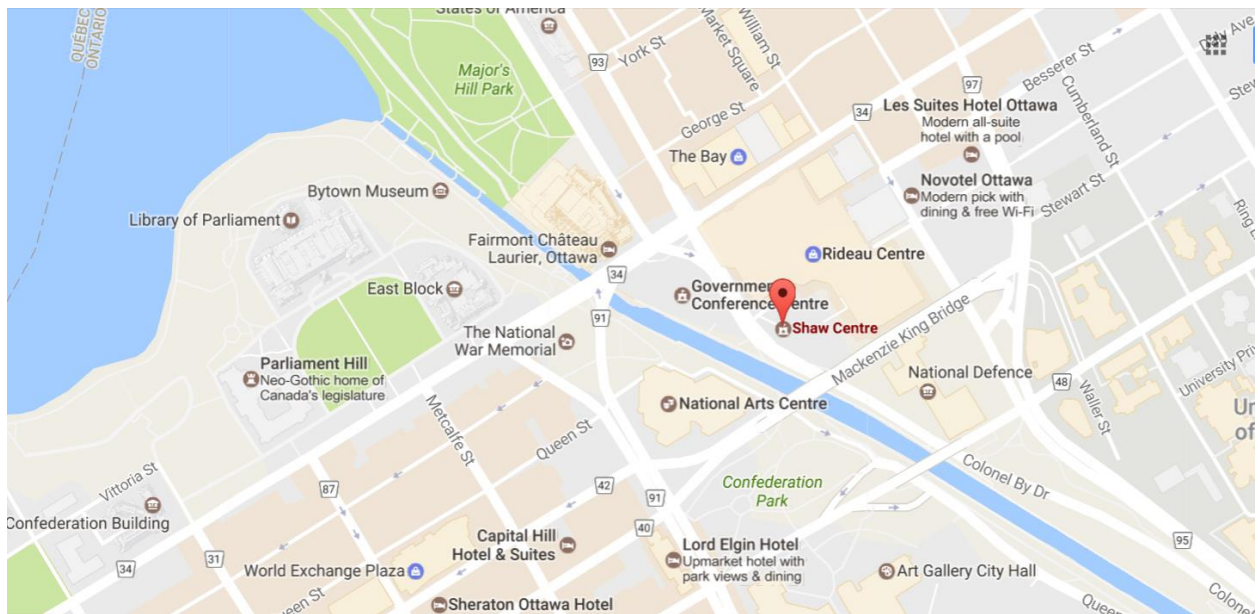 States of America
QUÉBEC
ONTARIO
93
York St
Market Square
William St
Besserer St
Major's
Hill Park
George St
34
97
Cumberland St
Les Suites Hotel Ottawa
Modern all-suite
hotel with a pool
The Bay
Bytown Museum
Novotel Ottawa
Modern pick with
dining & free Wi-Fi
Stewart St
Library of Parliament
Fairmont Château
Laurier, Ottawa
Rideau Centre
34
East Block
Government
Conference Centre
91
Shaw Centre
Mackenzie King Bridge
The National
War Memorial
Parliament Hill
Neo-Gothic home of
Canada's legislature
National Defence
48
University
Waller St
National Arts Centre
Metcalfe St
Queen St
Colonel By Dr
Vittoria St
87
42
91
Confederation
Park
Confederation Building
40
95
Capital Hill
Hotel & Suites
Lord Elgin Hotel
Upmarket hotel with
park views & dining
31
34
World Exchange Plaza
Art Gallery City Hall
Sheraton Ottawa Hotel
Queen St